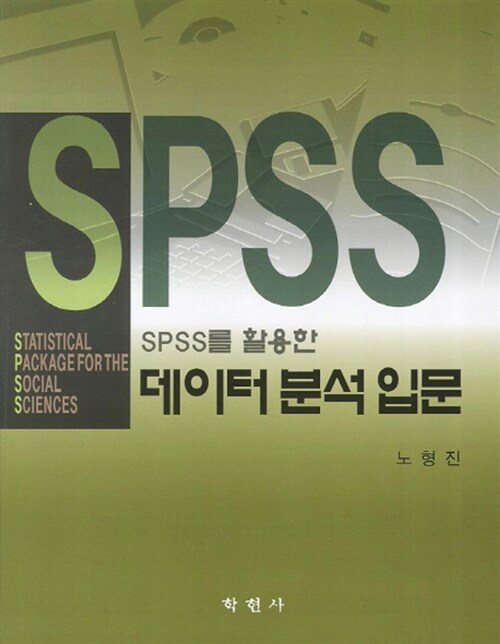 SPSS
STATISTICAL
PACKAGE FOR THE
SOCIAL
SCIENCES
SPSS를 활용한
데이터 분석 입문
노형진
학현사